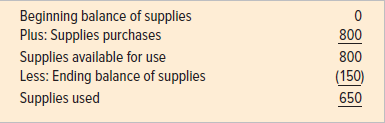 Beginning balance of supplies 0
Plus: Supplies purchases 800
Supplies available for use 800
Less: Ending balance of supplies (150)
Supplies used 650